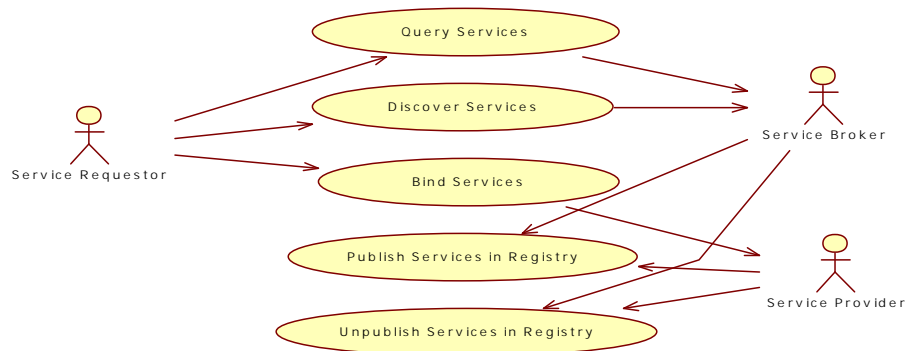 Query Services
Discover Services
Service Broker
Service Requestor
Bind Services
Publish Services in Registry
Service Provider
Unpublish Services in Registry